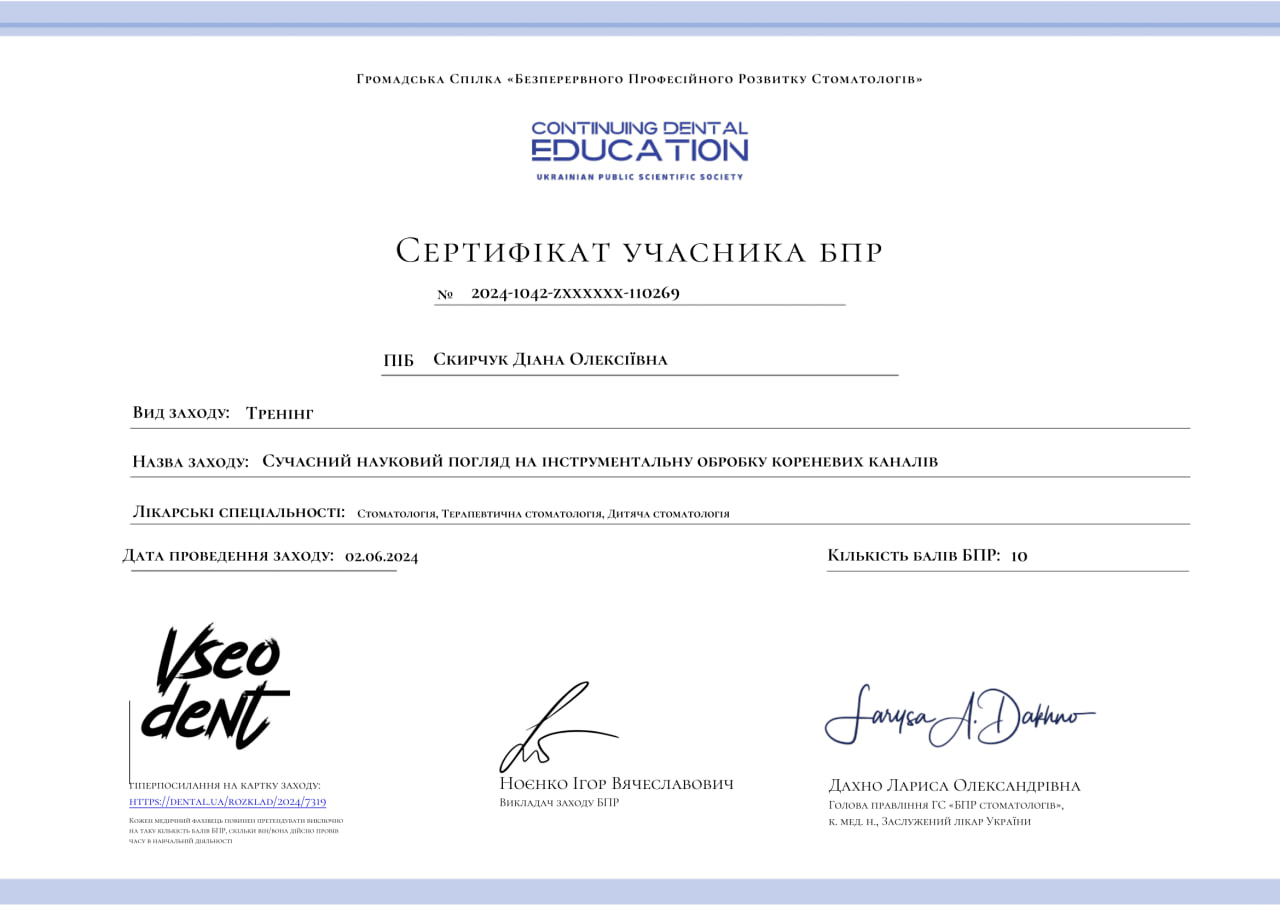 Громадська Спілка «Безперервного Професійного Розвитку Стоматологів»
CONTINUING DENTAL
EDUCATION
UKRAINIAN PUBLIC SCIENTIFIC SOCIETY
Сертифікат учасника БПР
№ 2024-1042-zxxxxxx-110269
ПІБ Скирчук Діана Олексіївна
Вид заходу: Тренінг
Назва заходу: Сучасний науковий погляд на інструментальну обробку кореневих каналів
Лікарські спеціальності: Стоматологія, Терапевтична стоматологія, Дитяча стоматологія
Дата проведення заходу: 02.06.2024
Кількість балів БПР: 10
Vseo
deNt
Гіперпосилання на картку заходу:
https://dental.ua/rozklad/2024/7319
Кожен медичний фахівець повинен претендувати виключно
на таку кількість балів БПР, скільки він/вона дійсно провів
часу в навчальній діяльності
Ноєнко Ігор Вячеславович
Викладач заходу БПР
Larysa A. Dakhno
Дахно Лариса Олександрівна
Голова правління ГС «БПР стоматологів»,
к. мед. н., Заслужений лікар України